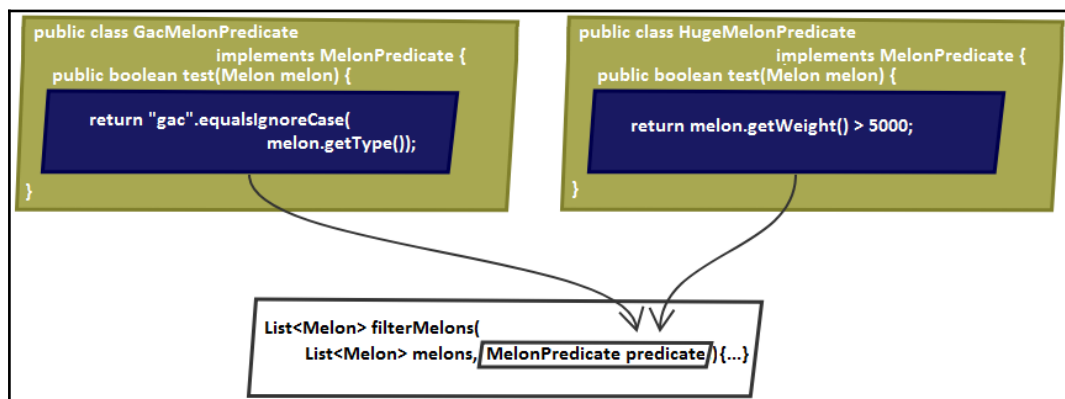 public class GacMelonPredicate
implements MelonPredicate {
public boolean test(Melon melon) {
return "gac".equalsIgnoreCase(
melon.getType());
}
public class HugeMelonPredicate
implements MelonPredicate {
public boolean test(Melon melon) {
return melon.getWeight() > 5000;
}
List<Melon> filterMelons(
List<Melon> melons, MelonPredicate predicate ){...}